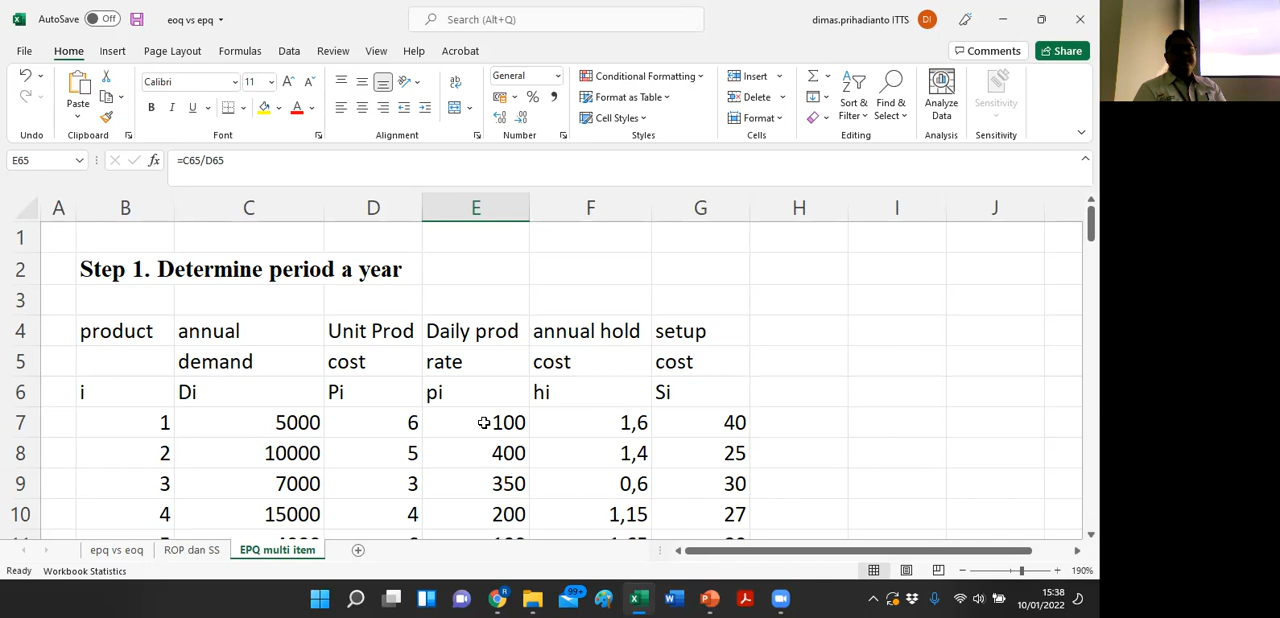 AutoSave Off eoq vs epq Search (Alt+Q) dimas.prihadianto ITTS DI
File Home Insert Page Layout Formulas Data Review View Help Acrobat Comments Share
Calibri 11 General Conditional Formatting Insert
Paste B I U A Format as Table Delete Sort & Find & Analyze Sensitivity
Cell Styles Format Filter Select Data
Undo Clipboard Font Alignment Number Styles Cells Editing Analysis Sensitivity
E65 fx =C65/D65
A B C D E F G H I J
1
2 Step 1. Determine period a year
3
4 product annual Unit Prod Daily prod annual hold setup
5 demand cost rate cost cost
6 i Di Pi pi hi Si
7 1 5000 6 100 1,6 40
8 2 10000 5 400 1,4 25
9 3 7000 3 350 0,6 30
10 4 15000 4 200 1,15 27
epq vs eoq ROP dan SS EPQ multi item
Ready Workbook Statistics 190%
99+ 15:38
10/01/2022